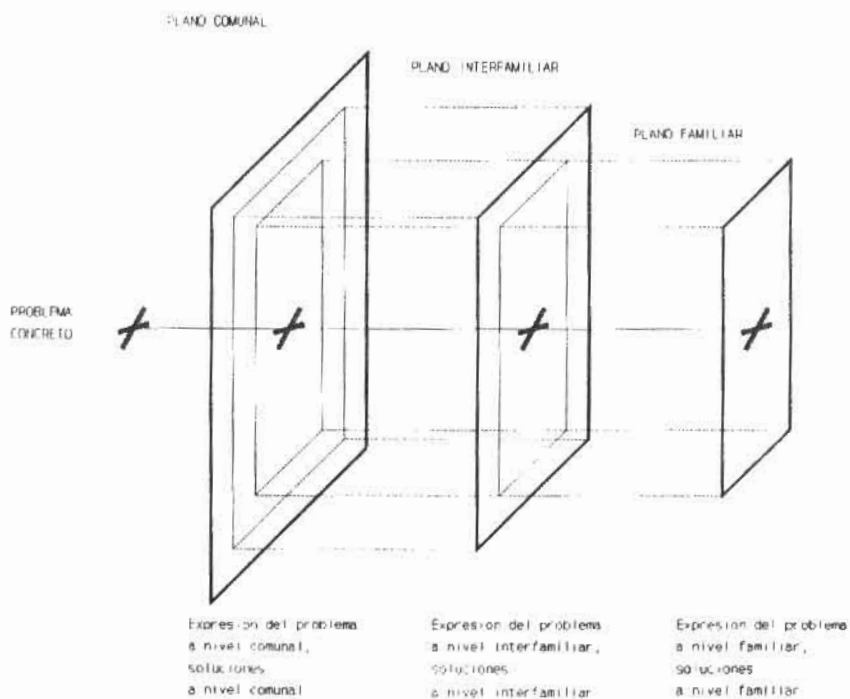 PLANO COMUNAL
PLANO INTERFAMILIAR
PLANO FAMILIAR
PROBLEMA
CONCRETO
Expresion del problema
a nivel comunal,
soluciones
a nivel comunal
Expresion del problema
a nivel interfamiliar,
soluciones
a nivel interfamiliar
Expresion del problema
a nivel familiar,
soluciones
a nivel familiar